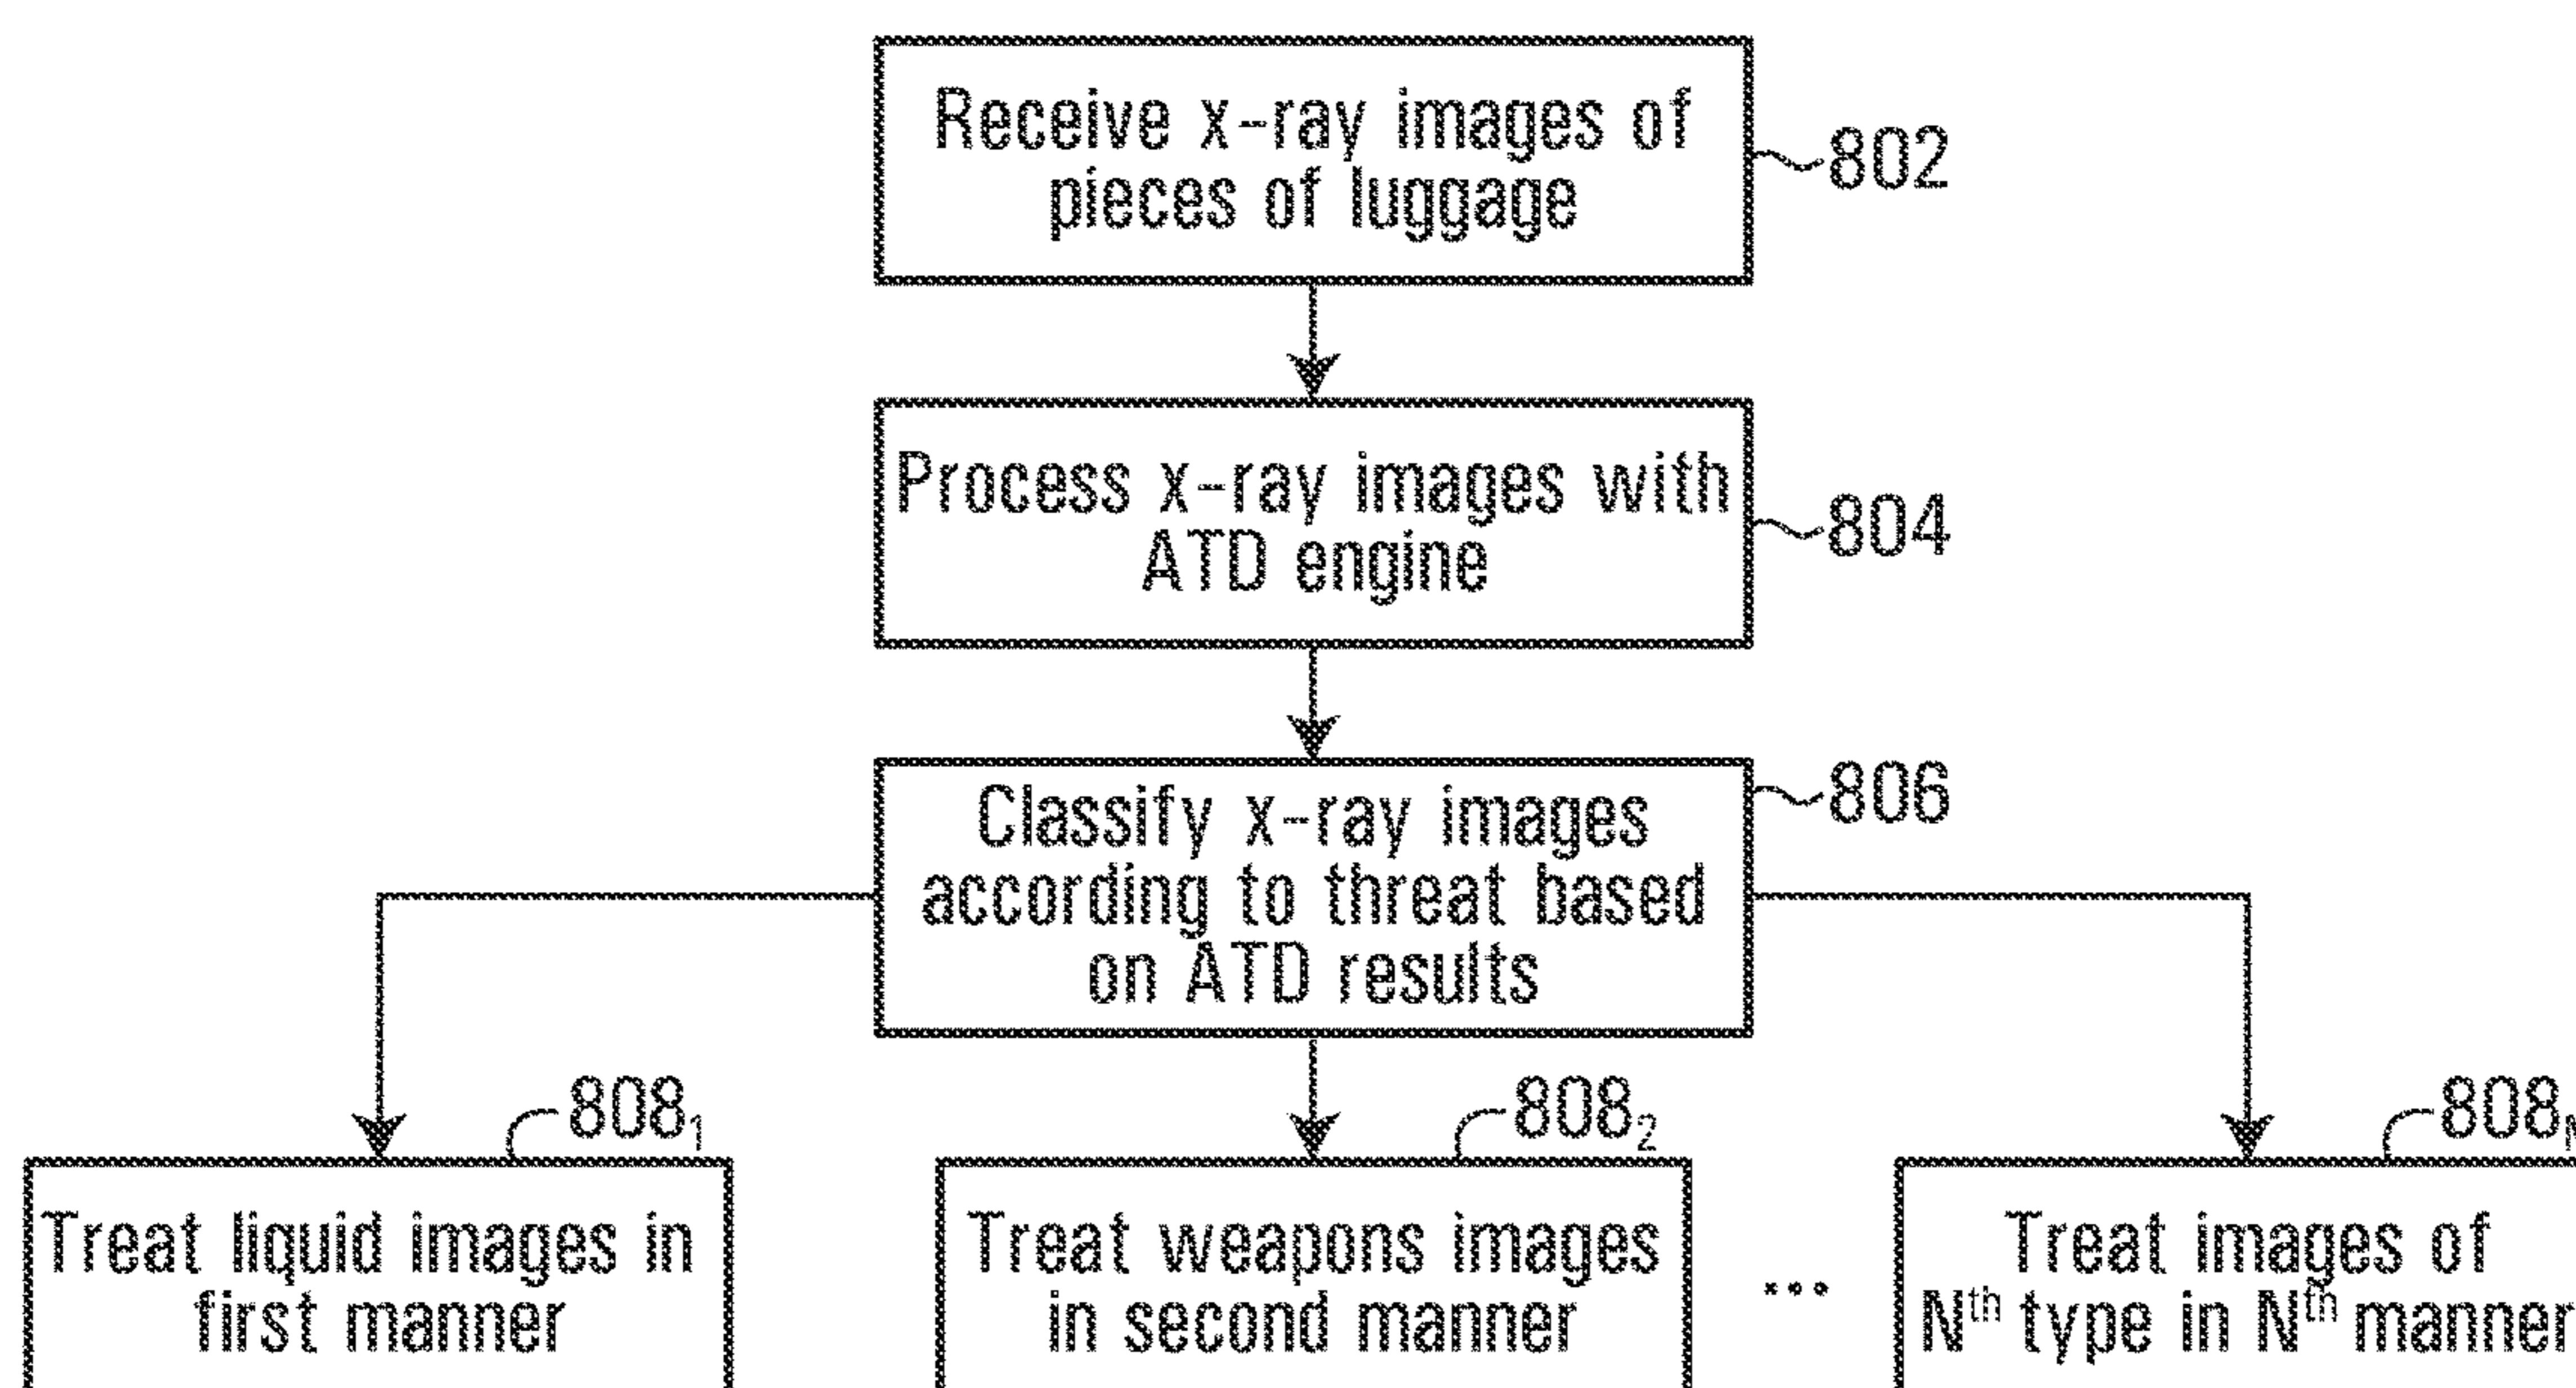 Receive x-ray images of
pieces of luggage
802
Process x-ray images with
ATD engine
804
Classify x-ray images
according to threat based
on ATD results
806
808₁
Treat liquid images in
first manner
808₂
Treat weapons images
in second manner
...
808
Treat images of
Nᵗʰ type in Nᵗʰ manner